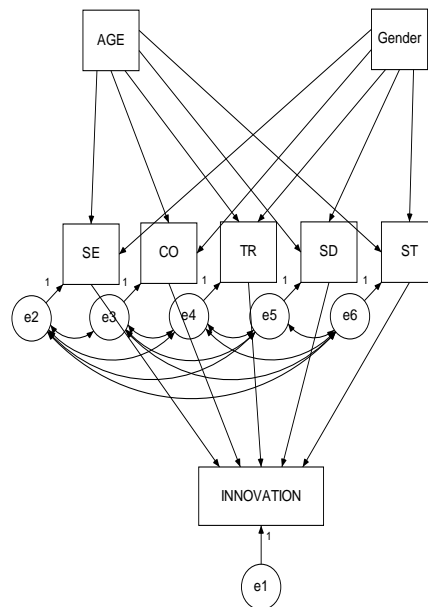 AGE
Gender
SE
CO
TR
SD
ST
1
1
1
1
1
e2
e3
e4
e5
e6
INNOVATION
1
e1